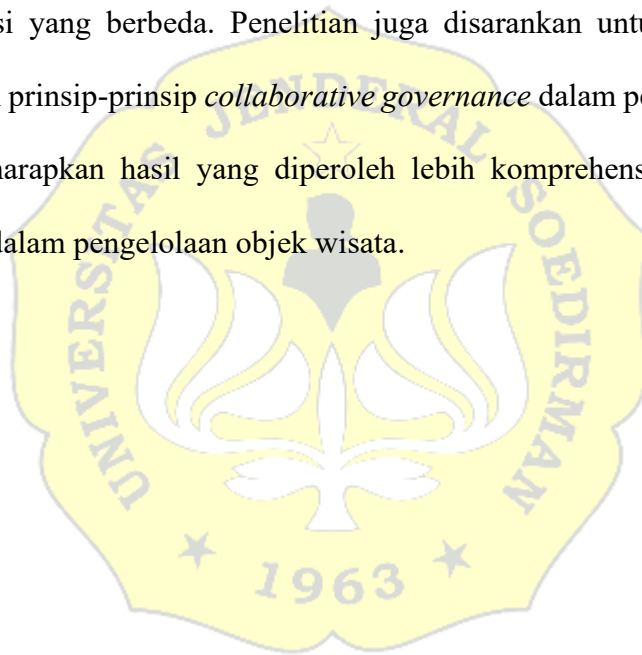 si yang berbeda. Penelitian juga disarankan untu
prinsip-prinsip collaborative governance dalam pe
harapkan hasil yang diperoleh lebih komprehens
dalam pengelolaan objek wisata.
UNIVERSITAS JENDERAL SOEDIRMAN
1963